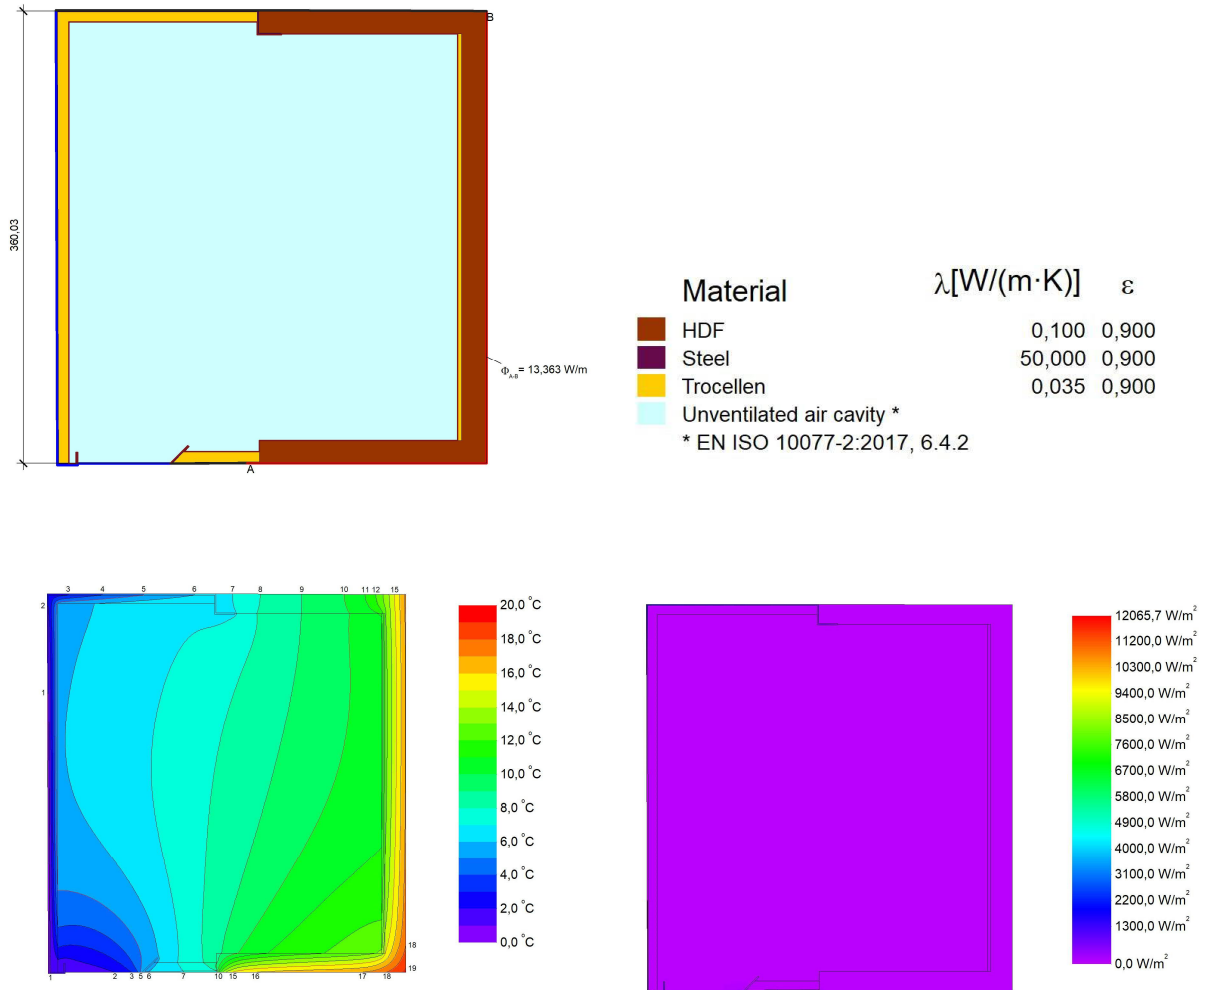 B
360,03
ΦA-B= 13,363 W/m
A
Material λ[W/(m·K)] ε
HDF 0,100 0,900
Steel 50,000 0,900
Trocellen 0,035 0,900
Unventilated air cavity *
* EN ISO 10077-2:2017, 6.4.2
3 4 5 6 7 8 9 10 11 12 15
2
1
18
19
1 2 3 5 6 7 10 15 16 17 18
20,0 °C
18,0 °C
16,0 °C
14,0 °C
12,0 °C
10,0 °C
8,0 °C
6,0 °C
4,0 °C
2,0 °C
0,0 °C
12065,7 W/m²
11200,0 W/m²
10300,0 W/m²
9400,0 W/m²
8500,0 W/m²
7600,0 W/m²
6700,0 W/m²
5800,0 W/m²
4900,0 W/m²
4000,0 W/m²
3100,0 W/m²
2200,0 W/m²
1300,0 W/m²
0,0 W/m²